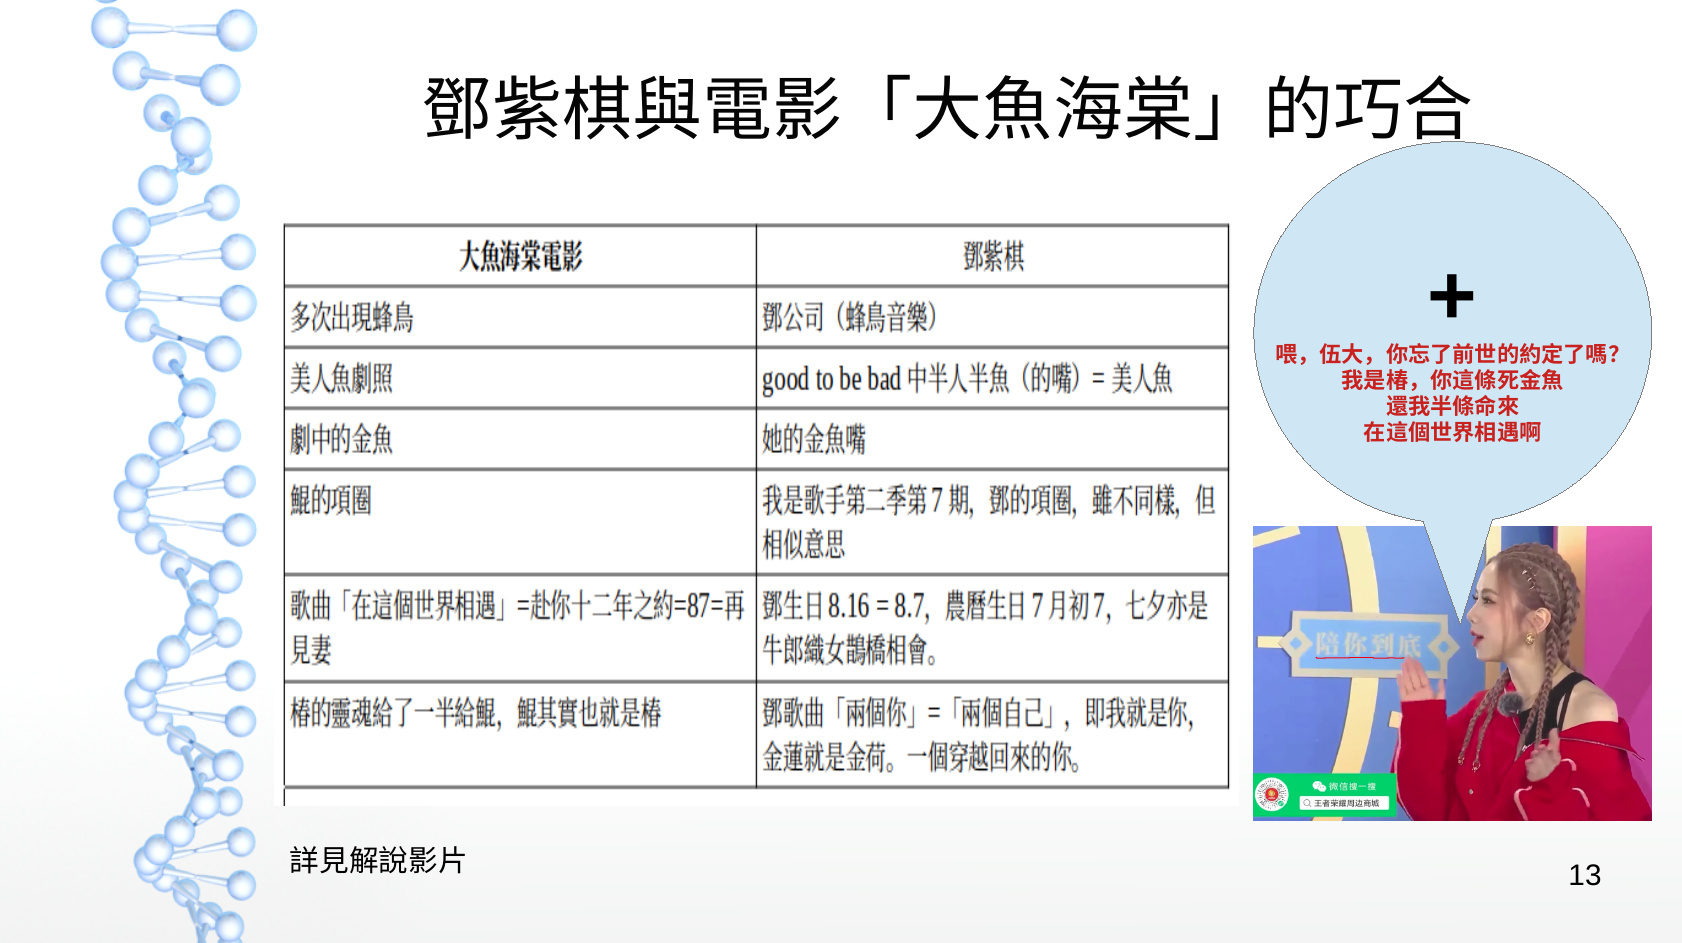 鄧紫棋與電影「大魚海棠」的巧合
大魚海棠電影
鄧紫棋
多次出現蜂鳥
鄧公司（蜂鳥音樂）
美人魚劇照
good to be bad 中半人半魚（的嘴）= 美人魚
劇中的金魚
她的金魚嘴
鯤的項圈
我是歌手第二季第 7 期，鄧的項圈，雖不同樣，但
相似意思
歌曲「在這個世界相遇」=赴你十二年之約=87=再
見妻
鄧生日 8.16 = 8.7，農曆生日 7 月初 7，七夕亦是
牛郎織女鵲橋相會。
椿的靈魂給了一半給鯤，鯤其實也就是椿
鄧歌曲「兩個你」=「兩個自己」，即我就是你，
金蓮就是金荷。一個穿越回來的你。
+
喂，伍大，你忘了前世的約定了嗎？
我是椿，你這條死金魚
還我半條命來
在這個世界相遇啊
陪你到底
微信搜一搜
王者荣耀周边商城
詳見解說影片
13